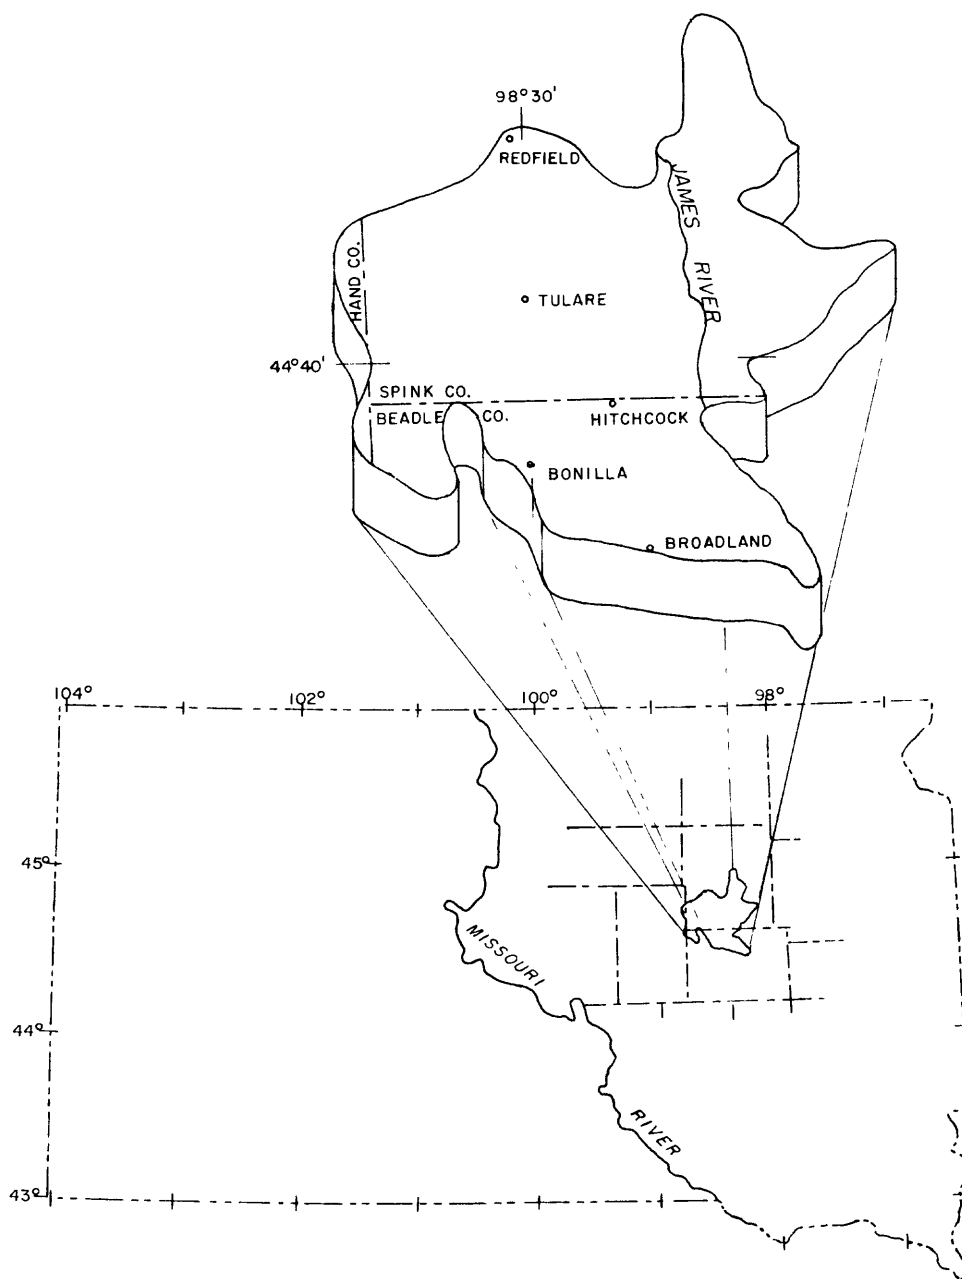 98°30'
REDFIELD
JAMES RIVER
HAND CO.
TULARE
44°40'
SPINK CO.
BEADLE CO.
HITCHCOCK
BONILLA
BROADLAND
104°
102°
100°
98°
45°
MISSOURI
44°
RIVER
43°